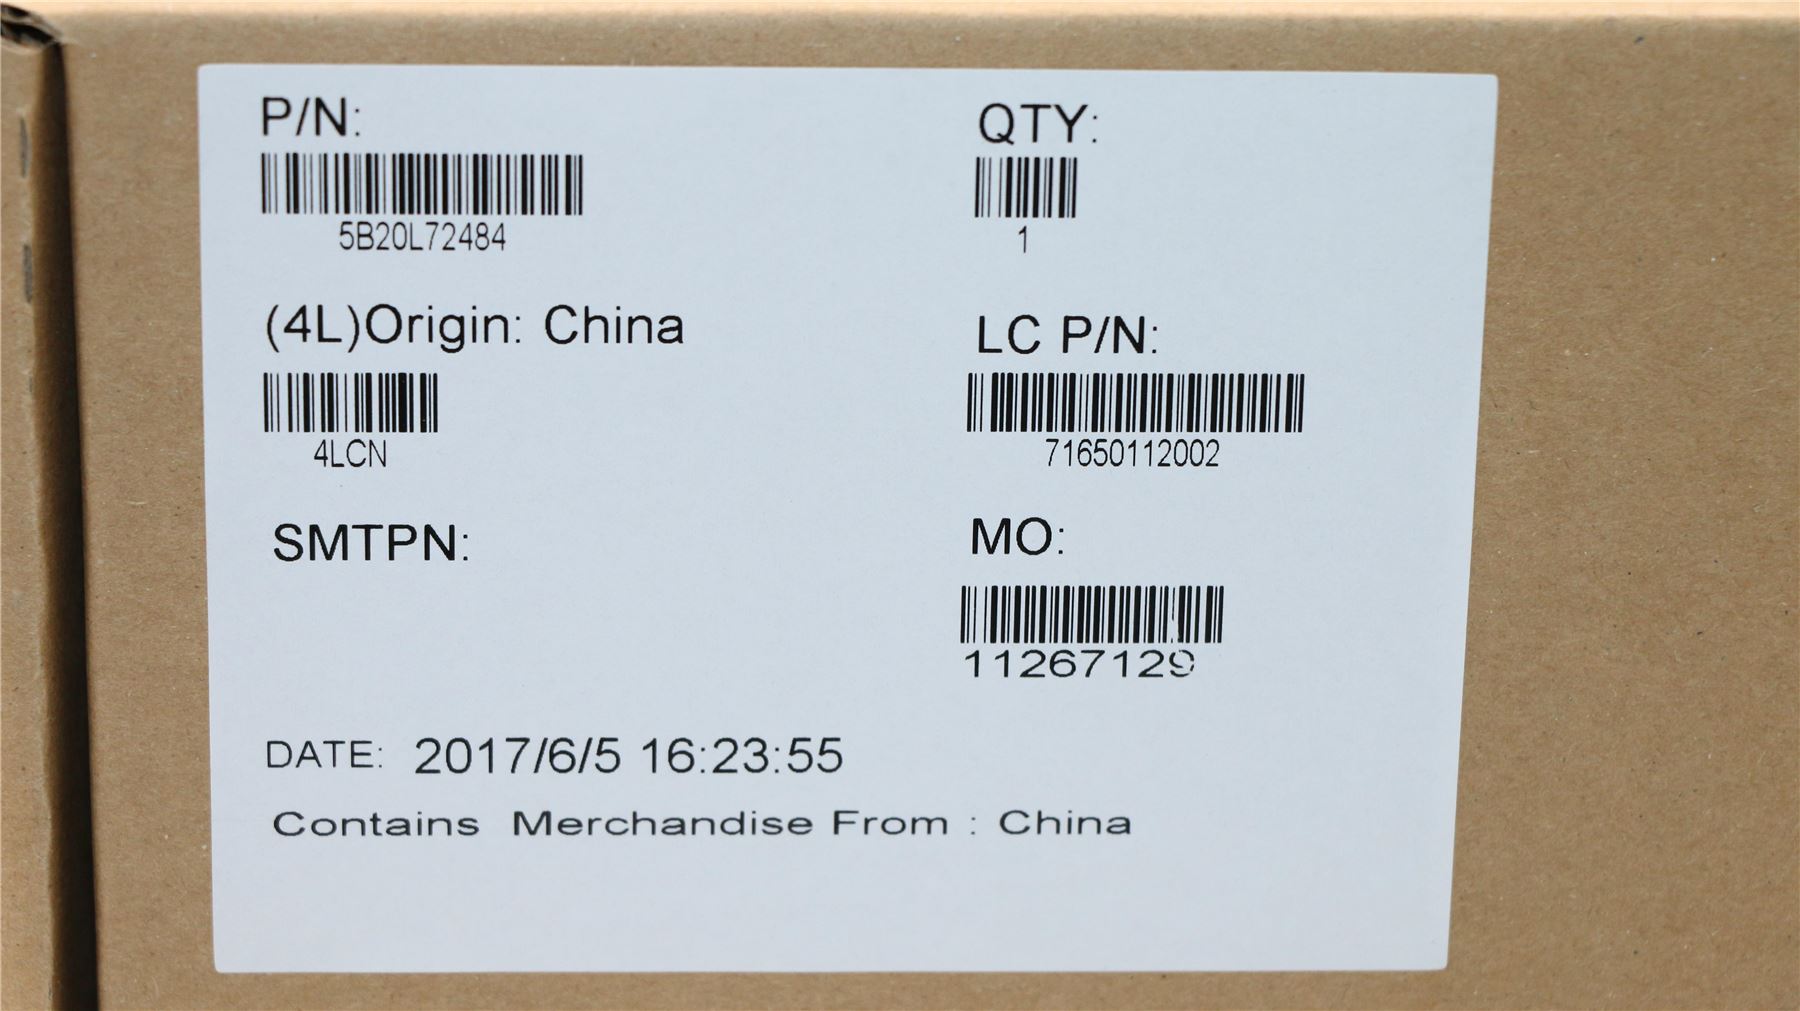 P/N:
5B20L72484
QTY:
1
(4L)Origin: China
4LCN
LC P/N:
71650112002
SMTPN:
MO:
11267129
DATE: 2017/6/5 16:23:55
Contains Merchandise From : China